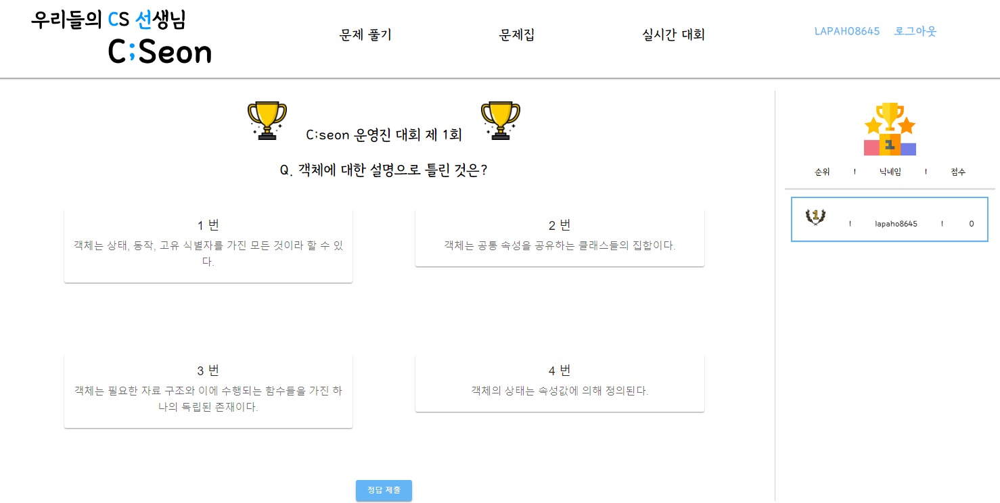 우리들의 CS 선생님
C;Seon
문제 풀기
문제집
실시간 대회
LAPAHO8645
로그아웃
C;seon 운영진 대회 제 1회
Q. 객체에 대한 설명으로 틀린 것은?
1 번
객체는 상태, 동작, 고유 식별자를 가진 모든 것이라 할 수 있
다.
2 번
객체는 공통 속성을 공유하는 클래스들의 집합이다.
3 번
객체는 필요한 자료 구조와 이에 수행되는 함수들을 가진 하
나의 독립된 존재이다.
4 번
객체의 상태는 속성값에 의해 정의된다.
정답 제출
1
순위 | 닉네임 | 점수
1 | lapaho8645 | 0